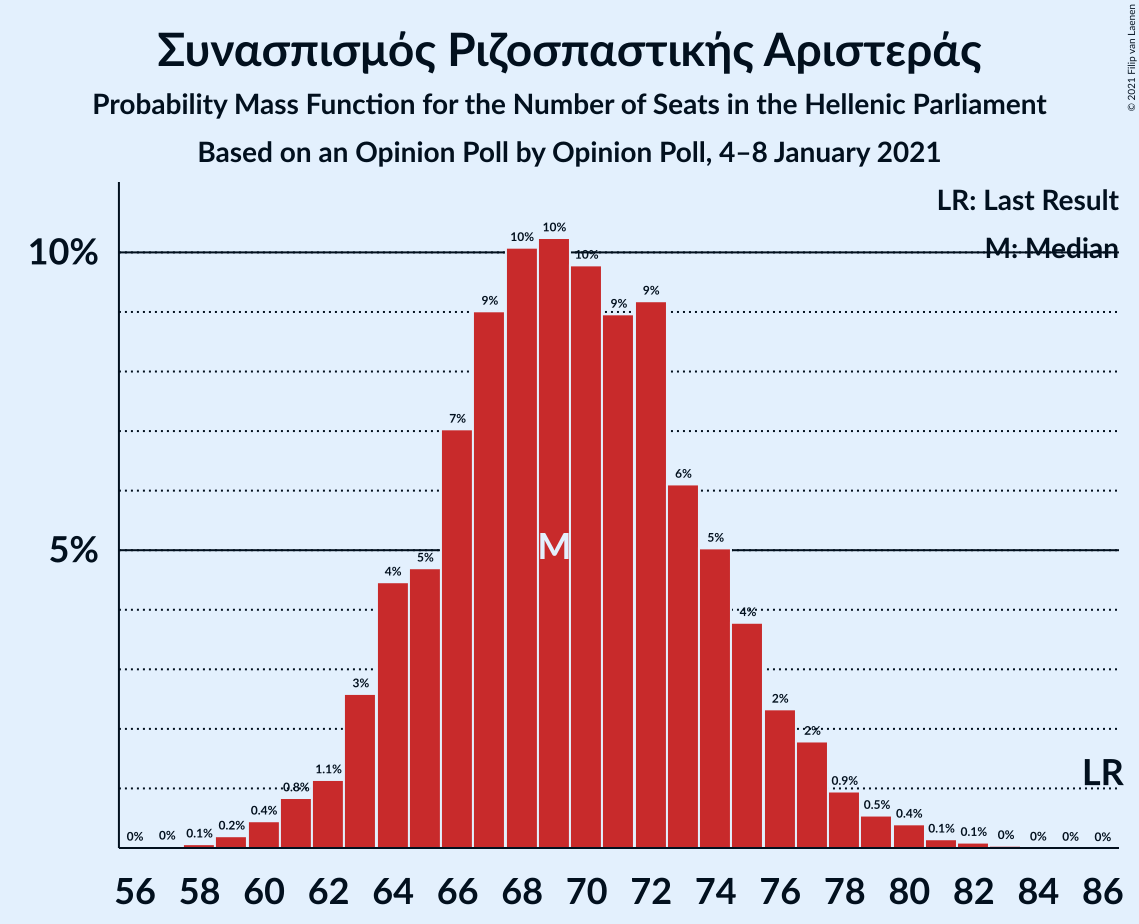 Συνασπισμός Ριζοσπαστικής Αριστεράς
Probability Mass Function for the Number of Seats in the Hellenic Parliament
Based on an Opinion Poll by Opinion Poll, 4–8 January 2021
© 2021 Filip van Laenen
LR: Last Result
M: Median
10%
5%
0% 0% 0.1% 0.2% 0.4% 0.8% 1.1% 3% 4% 5% 7% 9% 10% 10% 10% 9% 9% 6% 5% 4% 2% 2% 0.9% 0.5% 0.4% 0.1% 0.1% 0% 0% 0% 0%
M
LR
56 58 60 62 64 66 68 70 72 74 76 78 80 82 84 86